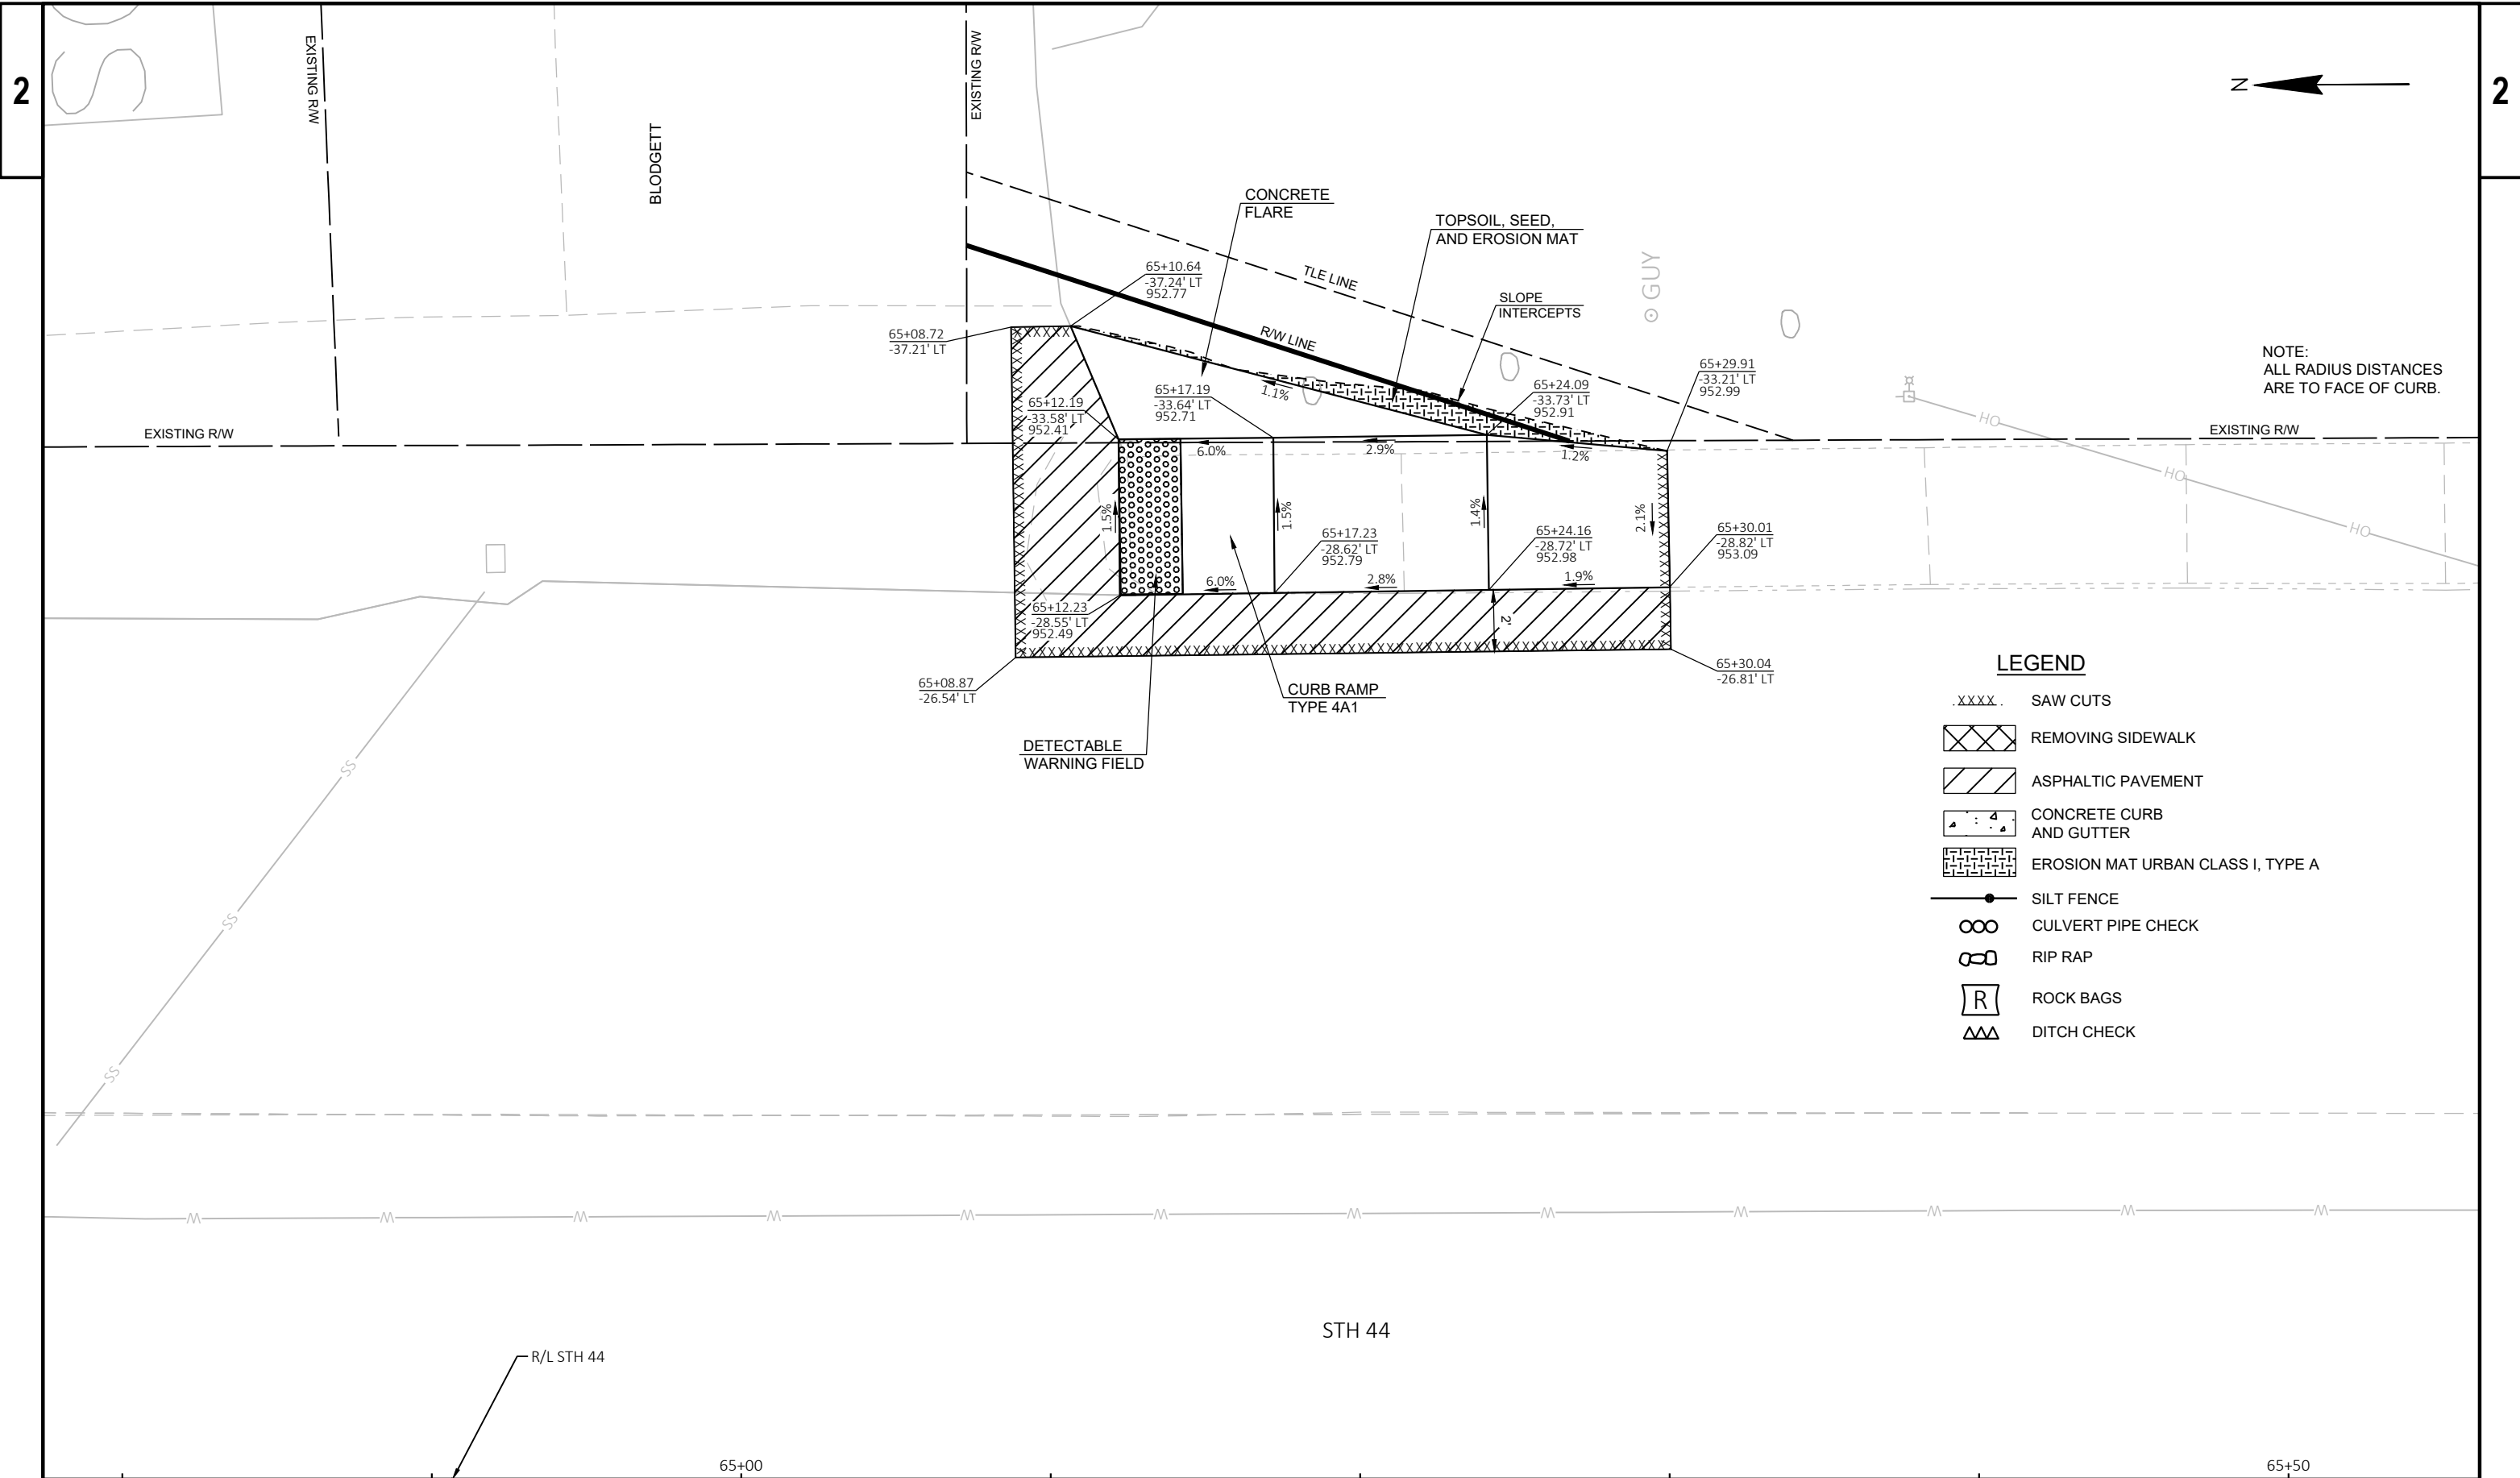 2
2
EXISTING R/W
BLODGETT
EXISTING R/W
N
CONCRETE
FLARE
TOPSOIL, SEED,
AND EROSION MAT
TLE LINE
GUY
65+10.64
-37.24' LT
952.77
SLOPE
INTERCEPTS
R/W LINE
65+08.72
-37.21' LT
NOTE:
ALL RADIUS DISTANCES
ARE TO FACE OF CURB.
65+29.91
-33.21' LT
952.99
65+17.19
-33.64' LT
952.71
1.1%
65+24.09
-33.73' LT
952.91
65+12.19
-33.58' LT
952.41
EXISTING R/W
EXISTING R/W
HO
HO
HO
6.0%
2.9%
1.2%
1.5%
1.5%
1.4%
2.1%
65+17.23
-28.62' LT
952.79
65+24.16
-28.72' LT
952.98
65+30.01
-28.82' LT
953.09
6.0%
2.8%
1.9%
65+12.23
-28.55' LT
952.49
2'
65+08.87
-26.54' LT
65+30.04
-26.81' LT
CURB RAMP
TYPE 4A1
DETECTABLE
WARNING FIELD
SS
SS
SS
LEGEND
XXXX
SAW CUTS
REMOVING SIDEWALK
ASPHALTIC PAVEMENT
CONCRETE CURB
AND GUTTER
EROSION MAT URBAN CLASS I, TYPE A
SILT FENCE
CULVERT PIPE CHECK
RIP RAP
R
ROCK BAGS
DITCH CHECK
STH 44
R/L STH 44
65+00
65+50